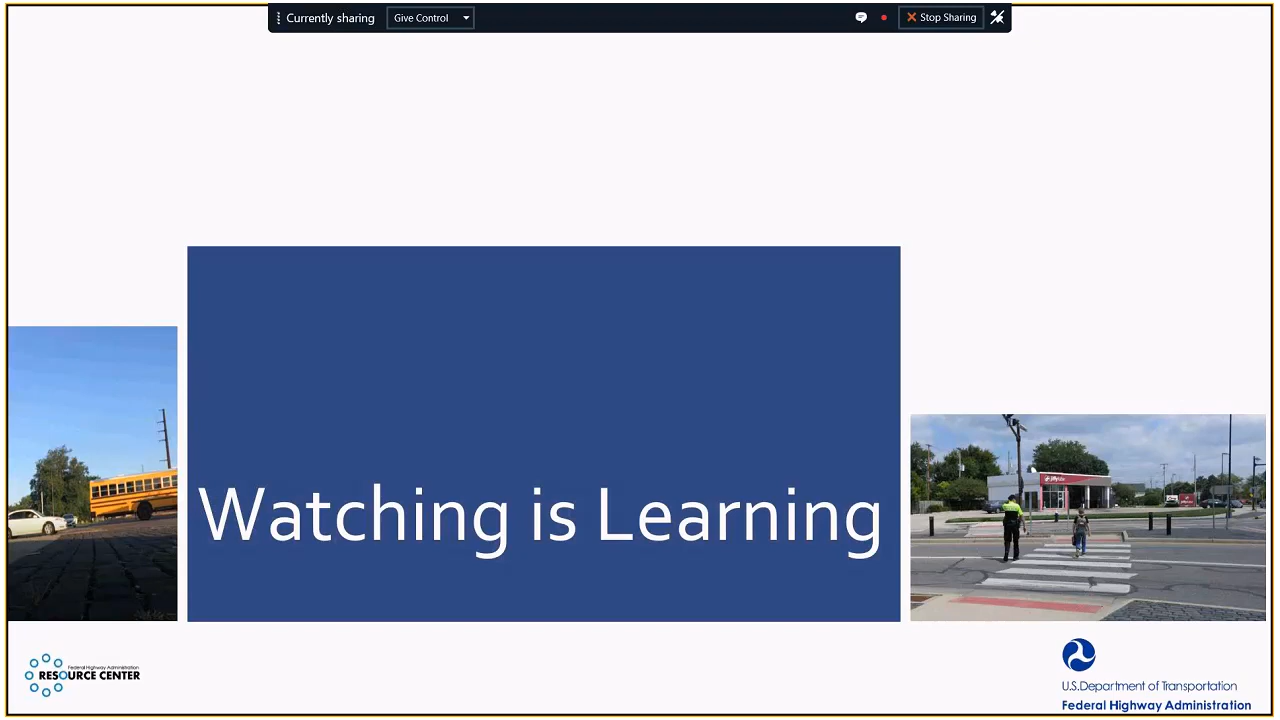 Currently sharing
Give Control
Stop Sharing
Watching is Learning
Federal Highway Administration
RESOURCE CENTER
U.S.Department of Transportation
Federal Highway Administration